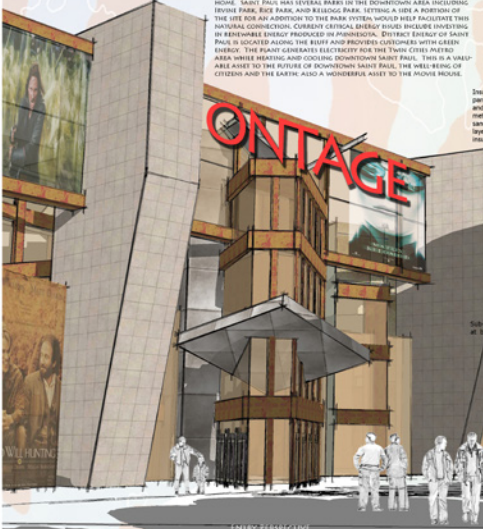 HOME. SAINT PAUL HAS SEVERAL PARKS IN THE DOWNTOWN AREA INCLUDING
IRVINE PARK, RICE PARK, AND KELLOGG PARK. SETTING A SIDE A PORTION OF
THE SITE FOR AN ADDITION TO THE PARK SYSTEM WOULD HELP FACILITATE THIS
NATURAL CONNECTION. CURRENT CRITICAL ENERGY ISSUES INCLUDE INVESTING
IN RENEWABLE ENERGY PRODUCED IN MINNESOTA. DISTRICT ENERGY OF SAINT
PAUL IS LOCATED ALONG THE BLUFF AND PROVIDES CUSTOMERS WITH GREEN
ENERGY. THE PLANT GENERATES ELECTRICITY FOR THE TWIN CITIES METRO
AREA WHILE HEATING AND COOLING DOWNTOWN SAINT PAUL. THIS IS A VALU-
ABLE ASSET TO THE FUTURE OF DOWNTOWN SAINT PAUL, THE WELL-BEING OF
CITIZENS AND THE EARTH: ALSO A WONDERFUL ASSET TO THE MOVIE HOUSE.
ONTAGE
WILL HUNTING
ENTRY PERSPECTIVE